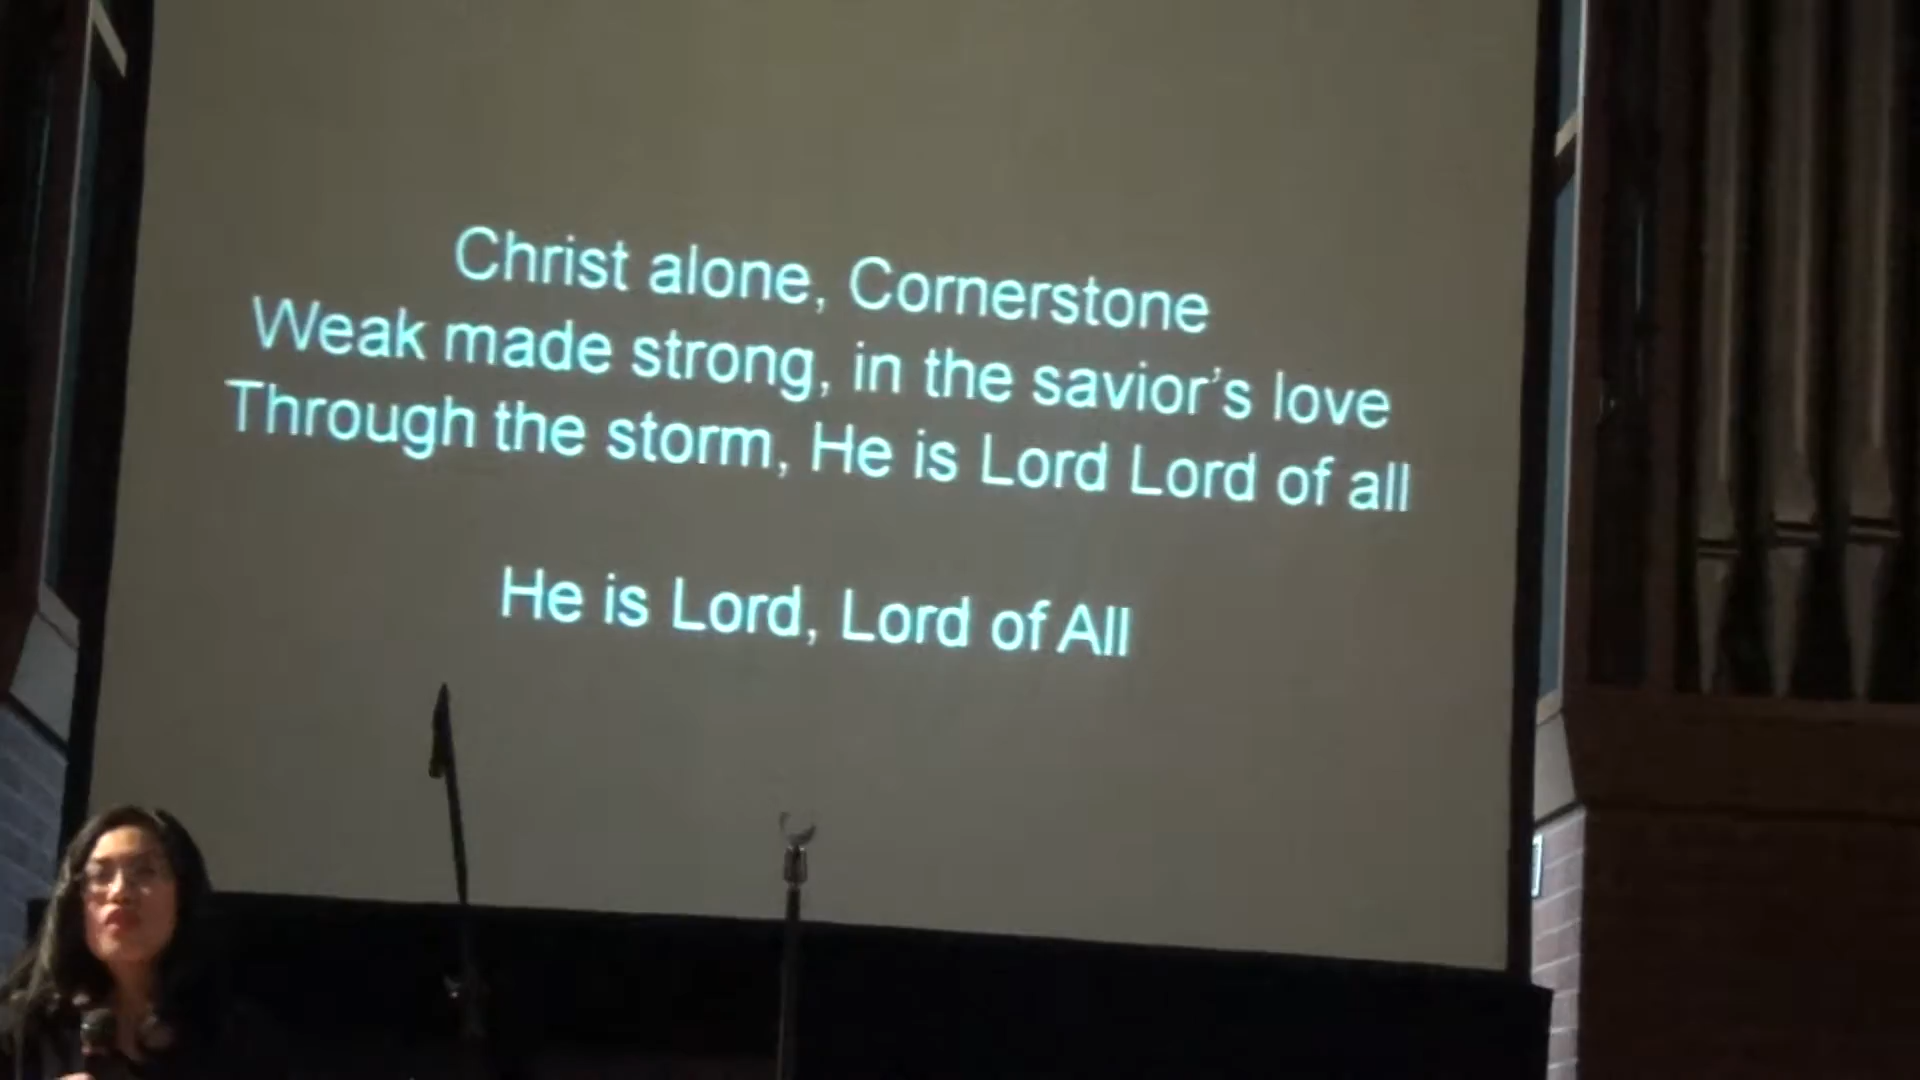 Christ alone, Cornerstone
Weak made strong, in the savior's love
Through the storm, He is Lord Lord of all
He is Lord, Lord of All